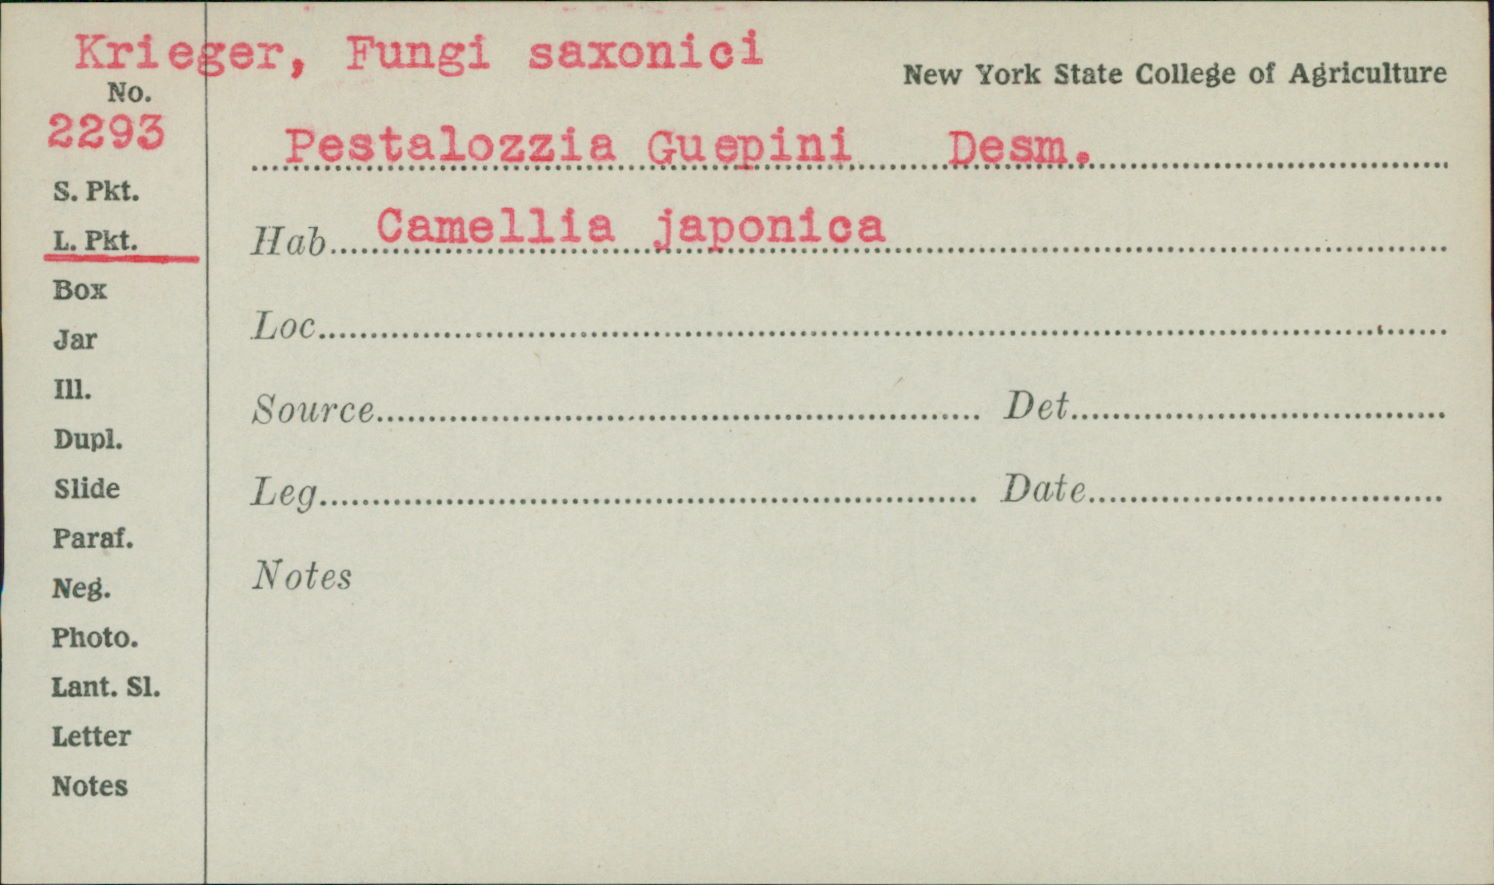 Krieger, Fungi saxonici
New York State College of Agriculture
No.
2293
Pestalozzia Guepini Desm.
S. Pkt.
L. Pkt.
Hab. Camellia japonica
Box
Jar
Loc.
Ill.
Source Det.
Dupl.
Slide
Leg. Date
Paraf.
Neg.
Notes
Photo.
Lant. Sl.
Letter
Notes